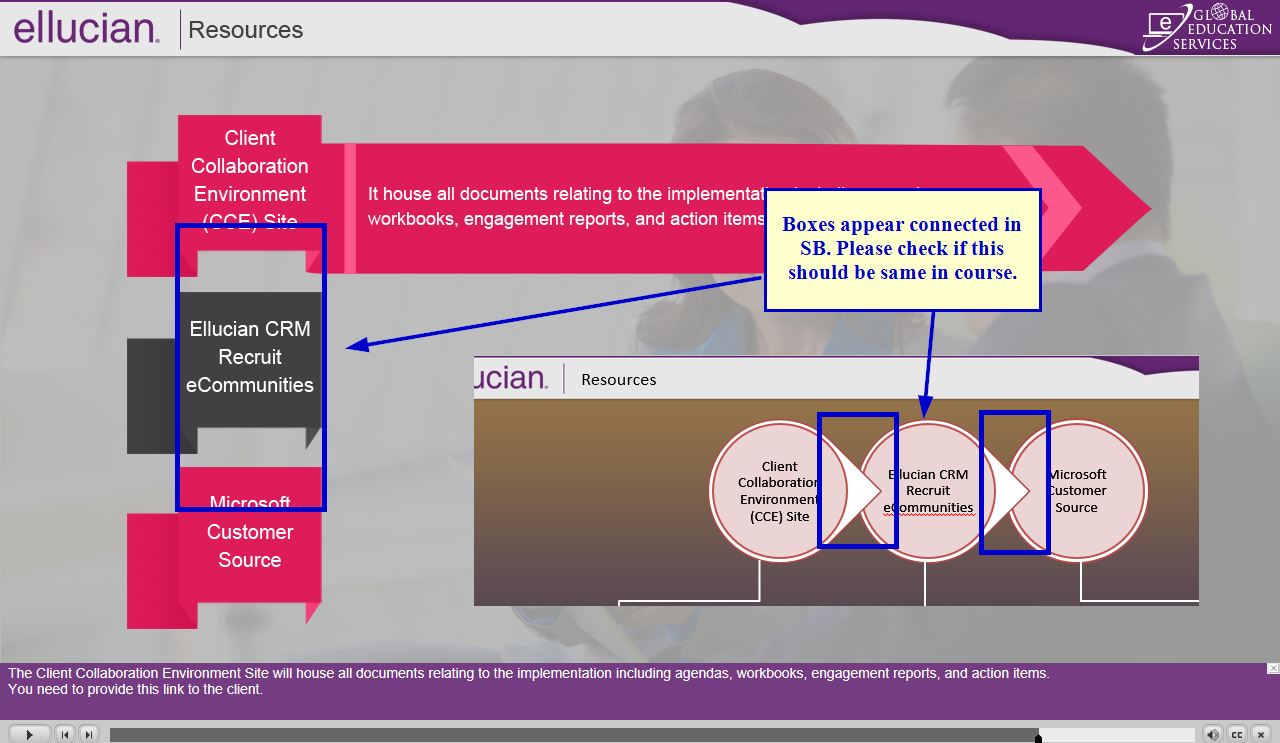 ellucian.
Resources
GLOBAL
EDUCATION
SERVICES
Client
Collaboration
Environment
(CCE) Site
It house all documents relating to the
workbooks, engagement reports, and action items
Boxes appear connected in
SB. Please check if this
should be same in course.
Ellucian CRM
Recruit
eCommunities
Microsoft
Customer
Source
Resources
Client
Collaboration
Environment
(CCE) Site
Ellucian CRM
Recruit
eCommunities
Microsoft
Customer
Source
The Client Collaboration Environment Site will house all documents relating to the implementation including agendas, workbooks, engagement reports, and action items.
You need to provide this link to the client.
cc